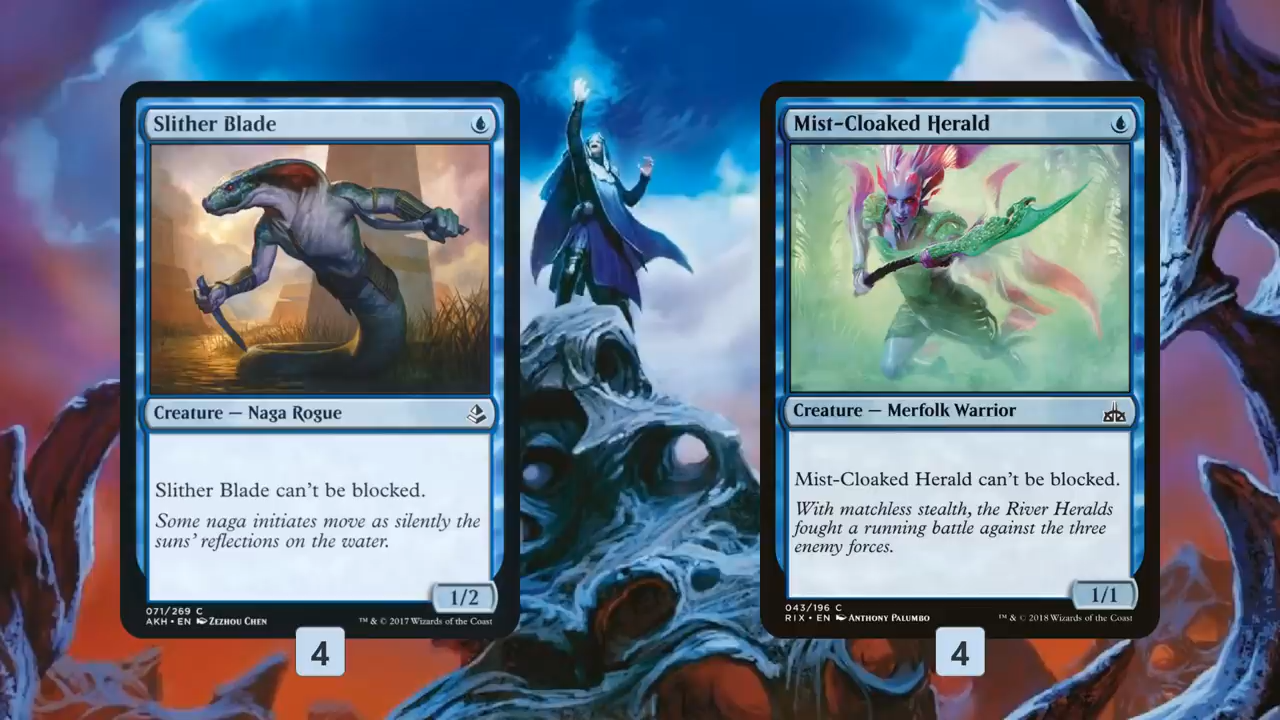 Slither Blade
Creature — Naga Rogue
Slither Blade can't be blocked.
Some naga initiates move as silently the
suns' reflections on the water.
1/2
071/269 C
AKH • EN Zezhou Chen
™ & © 2017 Wizards of the Coast
4
Mist-Cloaked Herald
Creature — Merfolk Warrior
Mist-Cloaked Herald can't be blocked.
With matchless stealth, the River Heralds
fought a running battle against the three
enemy forces.
1/1
043/196 C
RIX • EN Anthony Palumbo
™ & © 2018 Wizards of the Coast
4